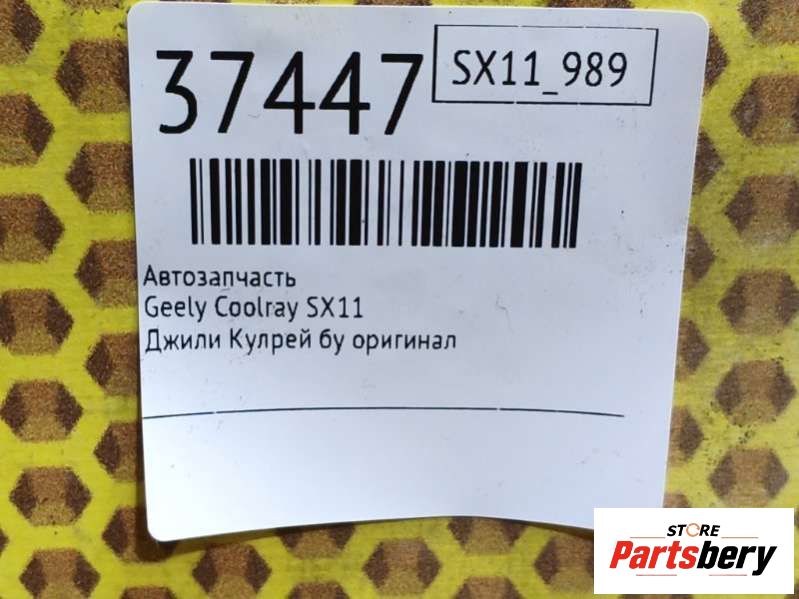 37447
SX11_989
Автозапчасть
Geely Coolray SX11
Джили Кулрей бу оригинал
STORE
Partsbery